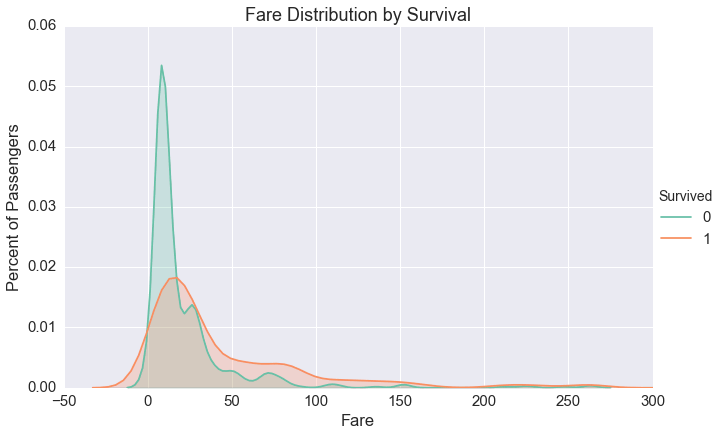 Fare Distribution by Survival
0.06
0.05
0.04
0.03
0.02
0.01
0.00
Percent of Passengers
−50 0 50 100 150 200 250 300
Fare
Survived
0
1